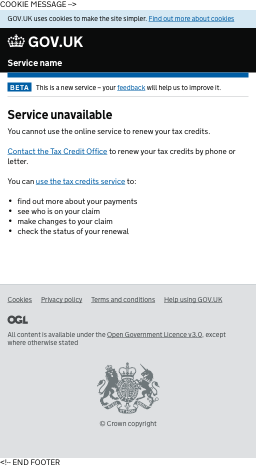 COOKIE MESSAGE -->
GOV.UK uses cookies to make the site simpler. Find out more about cookies
GOV.UK
Service name
BETA This is a new service – your feedback will help us to improve it.
Service unavailable
You cannot use the online service to renew your tax credits.
Contact the Tax Credit Office to renew your tax credits by phone or
letter.
You can use the tax credits service to:
• find out more about your payments
• see who is on your claim
• make changes to your claim
• check the status of your renewal
Cookies Privacy policy Terms and conditions Help using GOV.UK
OGL
All content is available under the Open Government Licence v3.0, except
where otherwise stated
© Crown copyright
<!-- END FOOTER